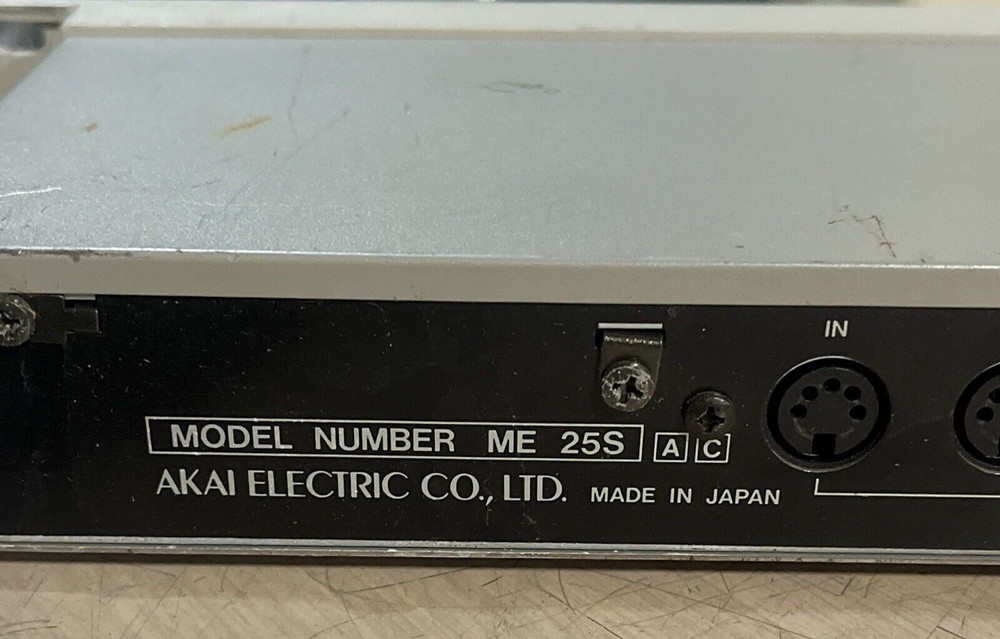 IN
MODEL NUMBER ME 25S A C
AKAI ELECTRIC CO., LTD. MADE IN JAPAN